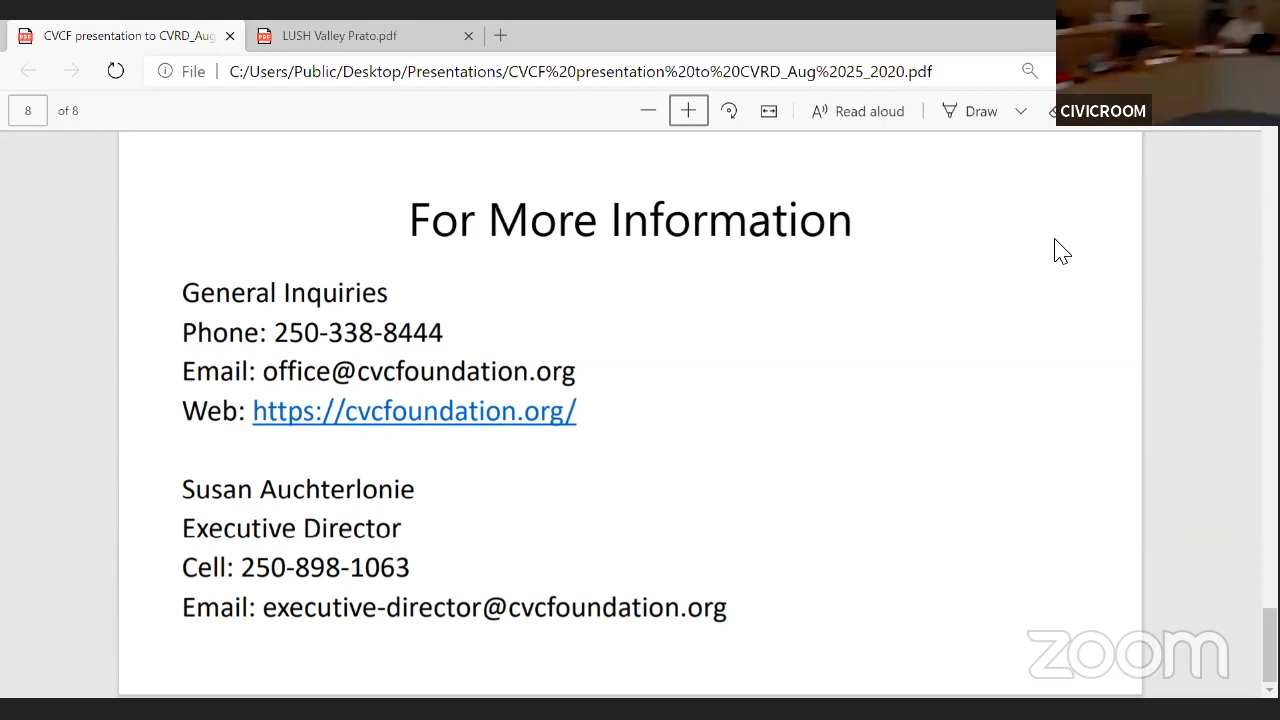 CVCF presentation to CVRD_Aug
LUSH Valley Prato.pdf
File
C:/Users/Public/Desktop/Presentations/CVCF%20presentation%20to%20CVRD_Aug%2025_2020.pdf
8 of 8
Read aloud
Draw
CIVICROOM
For More Information
General Inquiries
Phone: 250-338-8444
Email: office@cvcfoundation.org
Web: https://cvcfoundation.org/
Susan Auchterlonie
Executive Director
Cell: 250-898-1063
Email: executive-director@cvcfoundation.org
zoom